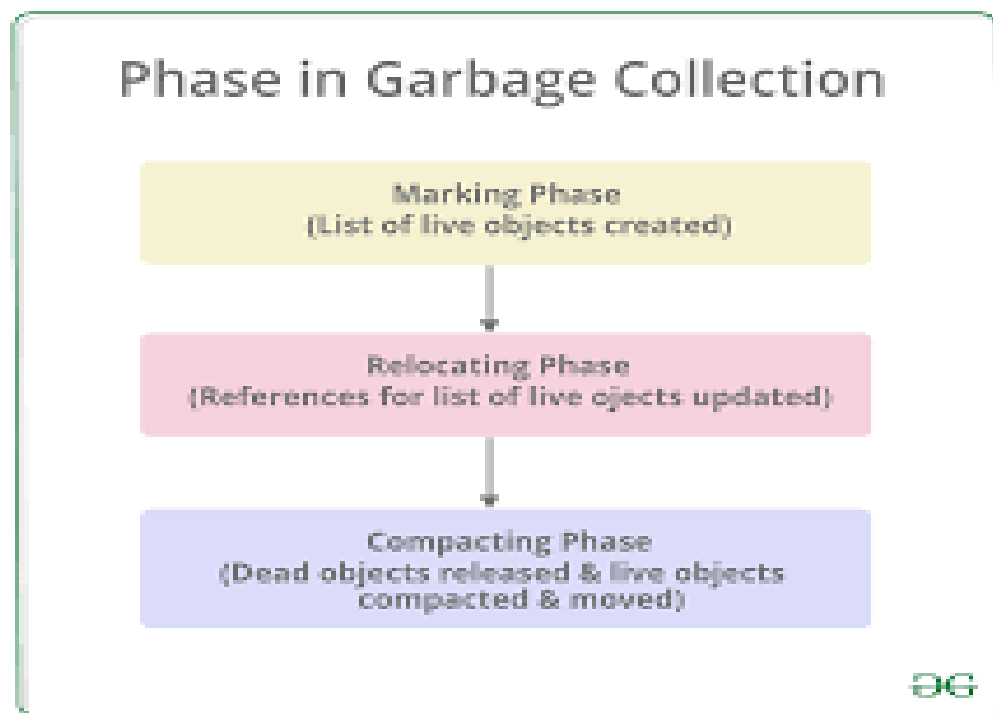 Phase in Garbage Collection
Marking Phase
(List of live objects created)
Relocating Phase
(References for list of live ojects updated)
Compacting Phase
(Dead objects released & live objects
compacted & moved)